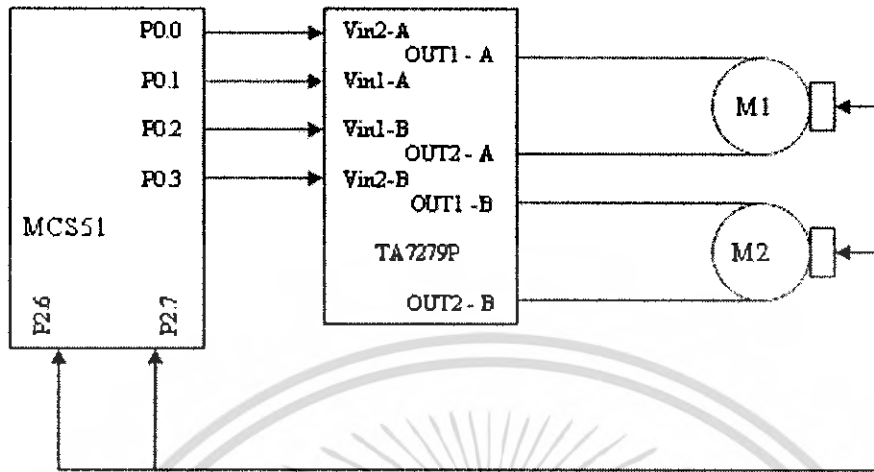 P0.0
P0.1
P0.2
P0.3
MCS51
P2.6
P2.7
Vin2-A
OUT1 - A
Vin1-A
Vin1-B
OUT2 - A
Vin2-B
OUT1 -B
TA7279P
OUT2 - B
M1
M2